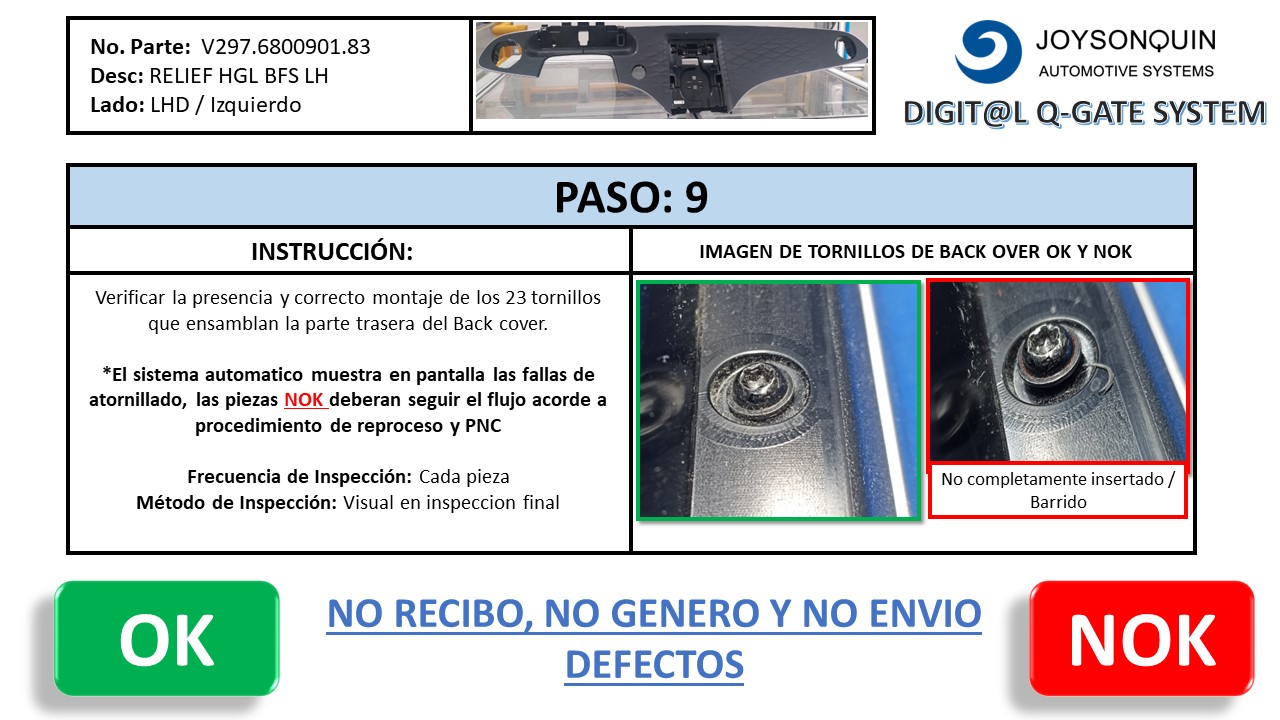 No. Parte: V297.6800901.83
Desc: RELIEF HGL BFS LH
Lado: LHD / Izquierdo
JOYSONQUIN
AUTOMOTIVE SYSTEMS
DIGIT@L Q-GATE SYSTEM
PASO: 9
INSTRUCCIÓN:
IMAGEN DE TORNILLOS DE BACK OVER OK Y NOK
Verificar la presencia y correcto montaje de los 23 tornillos
que ensamblan la parte trasera del Back cover.
*El sistema automatico muestra en pantalla las fallas de
atornillado, las piezas NOK deberan seguir el flujo acorde a
procedimiento de reproceso y PNC
Frecuencia de Inspección: Cada pieza
Método de Inspección: Visual en inspeccion final
No completamente insertado /
Barrido
OK
NO RECIBO, NO GENERO Y NO ENVIO
DEFECTOS
NOK